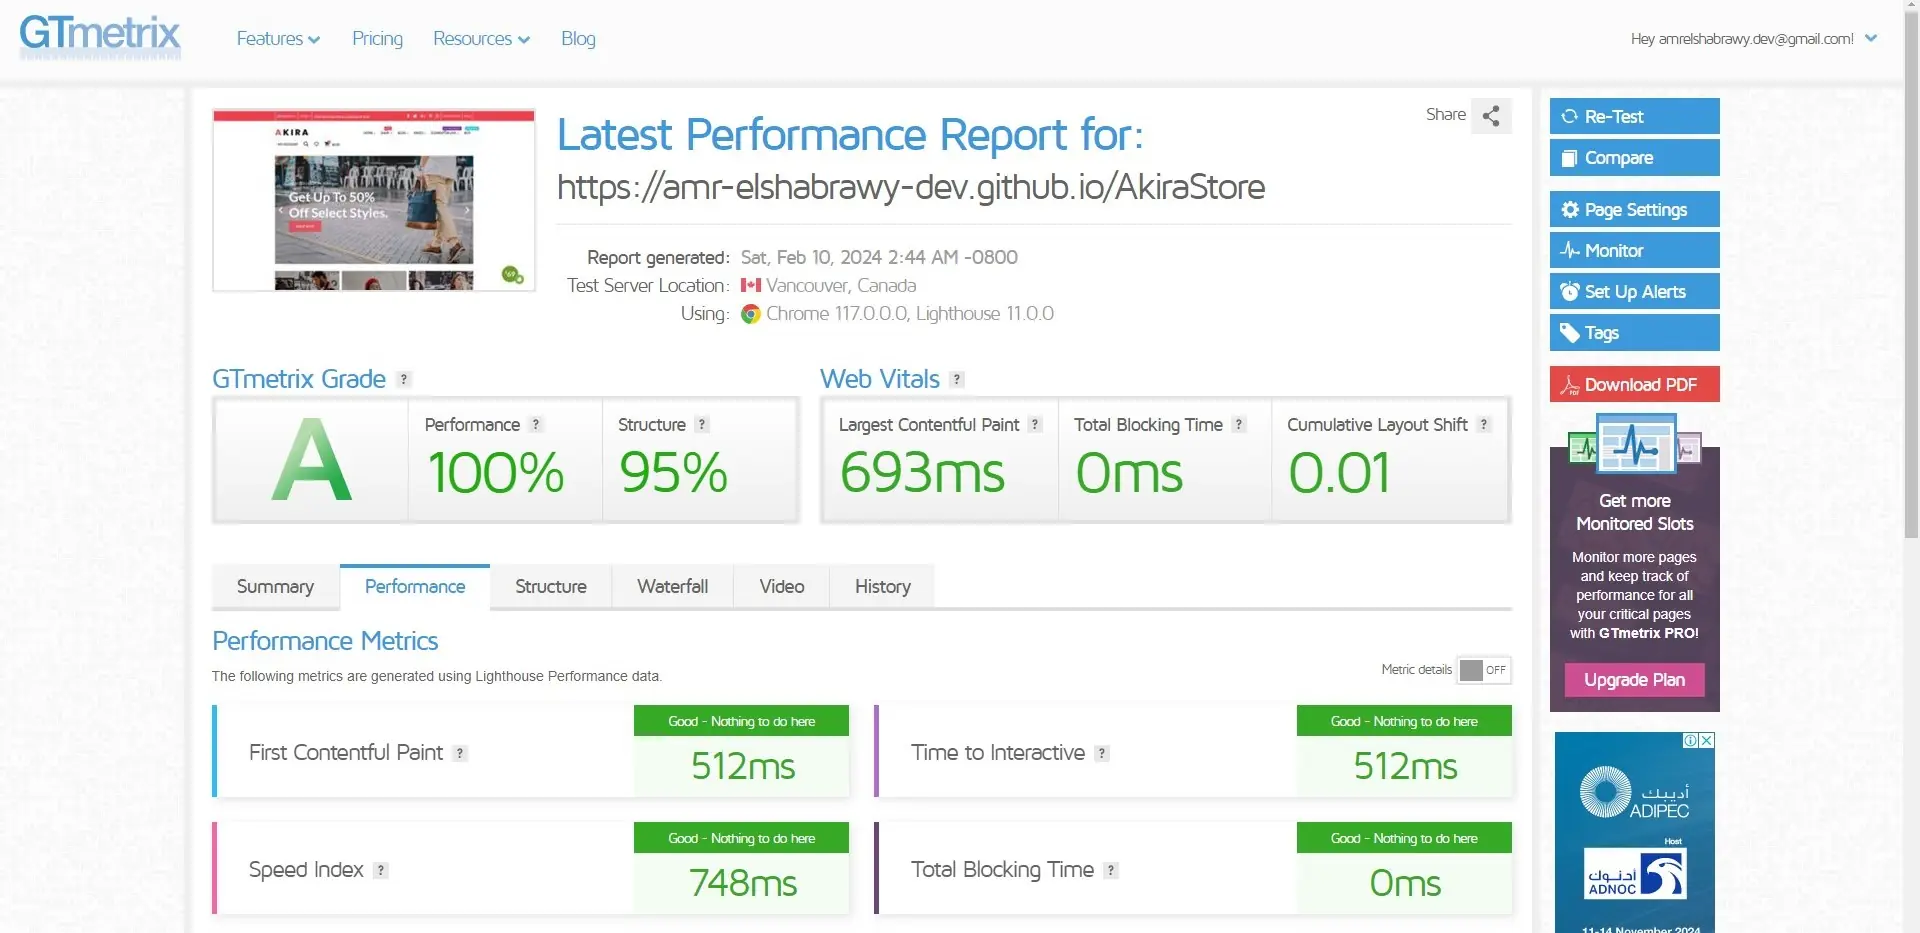 GTmetrix
Features
Pricing
Resources
Blog
Hey amrelshabrawy.dev@gmail.com!
AKIRA
Get Up To 50%
Off Select Styles.
Latest Performance Report for:
https://amr-elshabrawy-dev.github.io/AkiraStore
Share
Report generated: Sat, Feb 10, 2024 2:44 AM -0800
Test Server Location: Vancouver, Canada
Using: Chrome 117.0.0.0, Lighthouse 11.0.0
Re-Test
Compare
Page Settings
Monitor
Set Up Alerts
Tags
Download PDF
GTmetrix Grade ?
A
Performance ?
100%
Structure ?
95%
Web Vitals ?
Largest Contentful Paint ?
693ms
Total Blocking Time ?
0ms
Cumulative Layout Shift ?
0.01
Get more
Monitored Slots
Monitor more pages
and keep track of
performance for all
your critical pages
with GTmetrix PRO!
Upgrade Plan
Summary
Performance
Structure
Waterfall
Video
History
Performance Metrics
The following metrics are generated using Lighthouse Performance data.
Metric details OFF
First Contentful Paint ?
Good - Nothing to do here
512ms
Time to Interactive ?
Good - Nothing to do here
512ms
Speed Index ?
Good - Nothing to do here
748ms
Total Blocking Time ?
Good - Nothing to do here
0ms
أديبك
ADIPEC
Host
أدنوك
ADNOC
11-14 November 2024